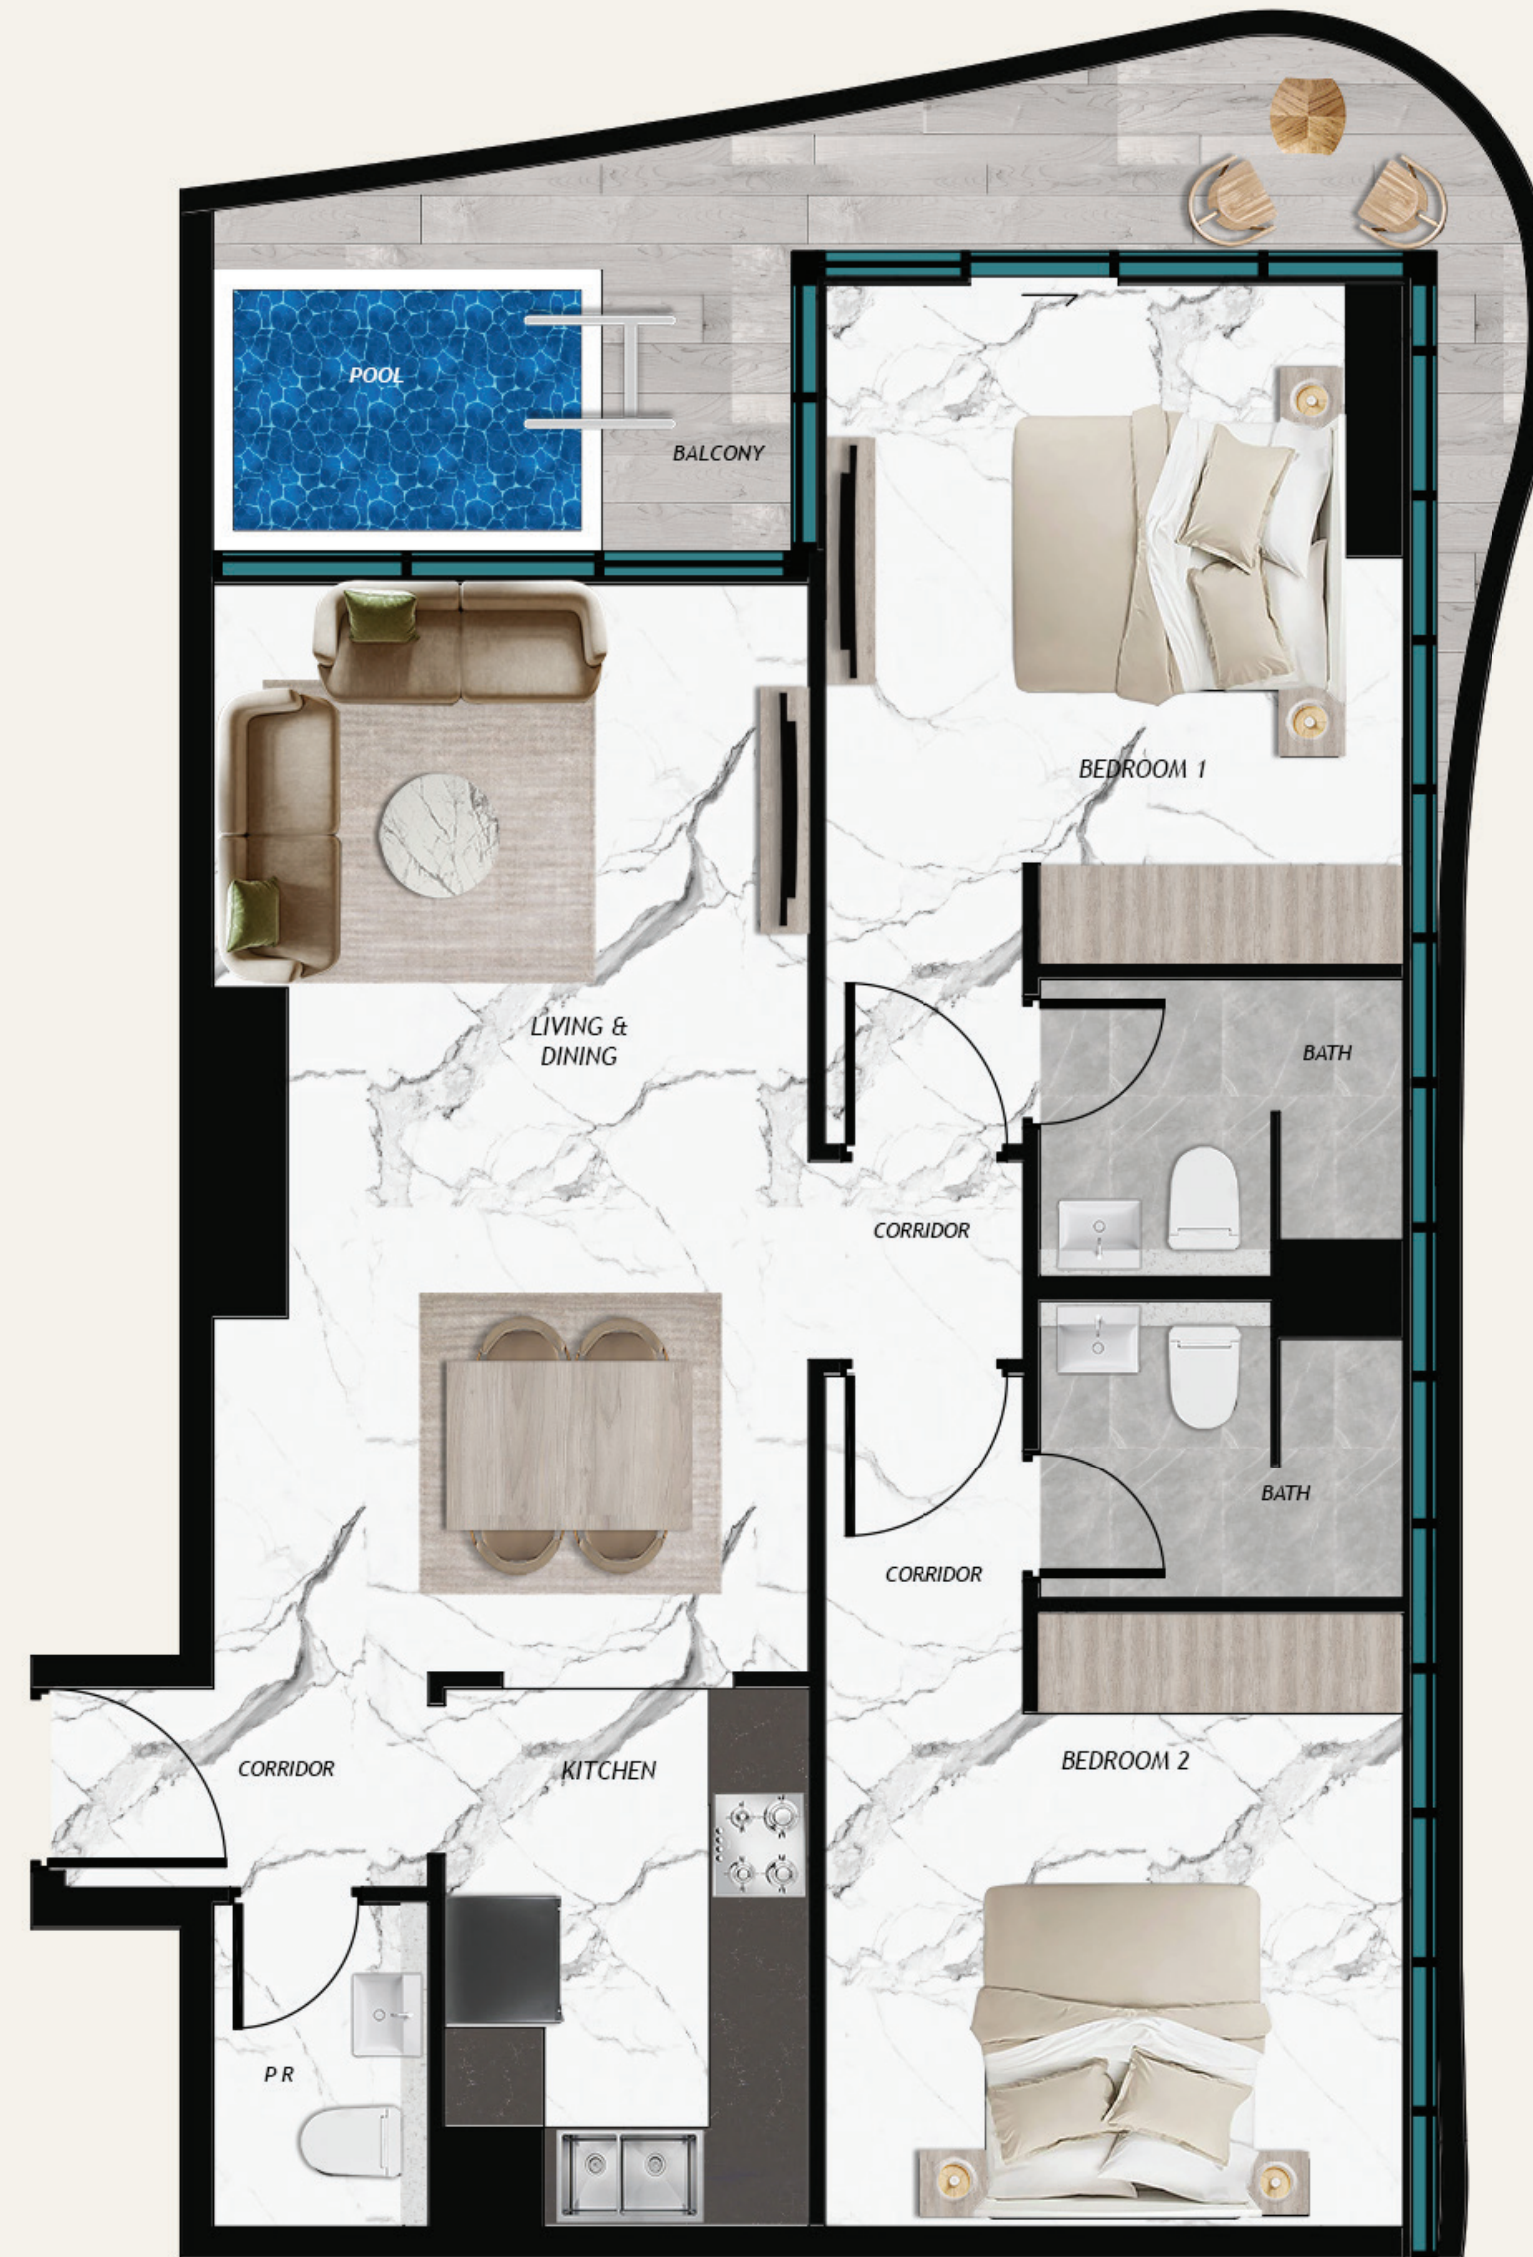 POOL
BALCONY
BEDROOM 1
LIVING &
DINING
BATH
CORRIDOR
BATH
CORRIDOR
CORRIDOR
KITCHEN
BEDROOM 2
P R